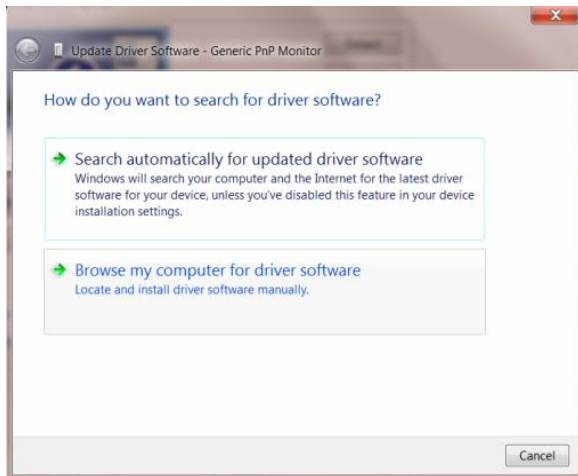 Update Driver Software - Generic PnP Monitor
How do you want to search for driver software?
Search automatically for updated driver software
Windows will search your computer and the Internet for the latest driver
software for your device, unless you've disabled this feature in your device
installation settings.
Browse my computer for driver software
Locate and install driver software manually.
Cancel